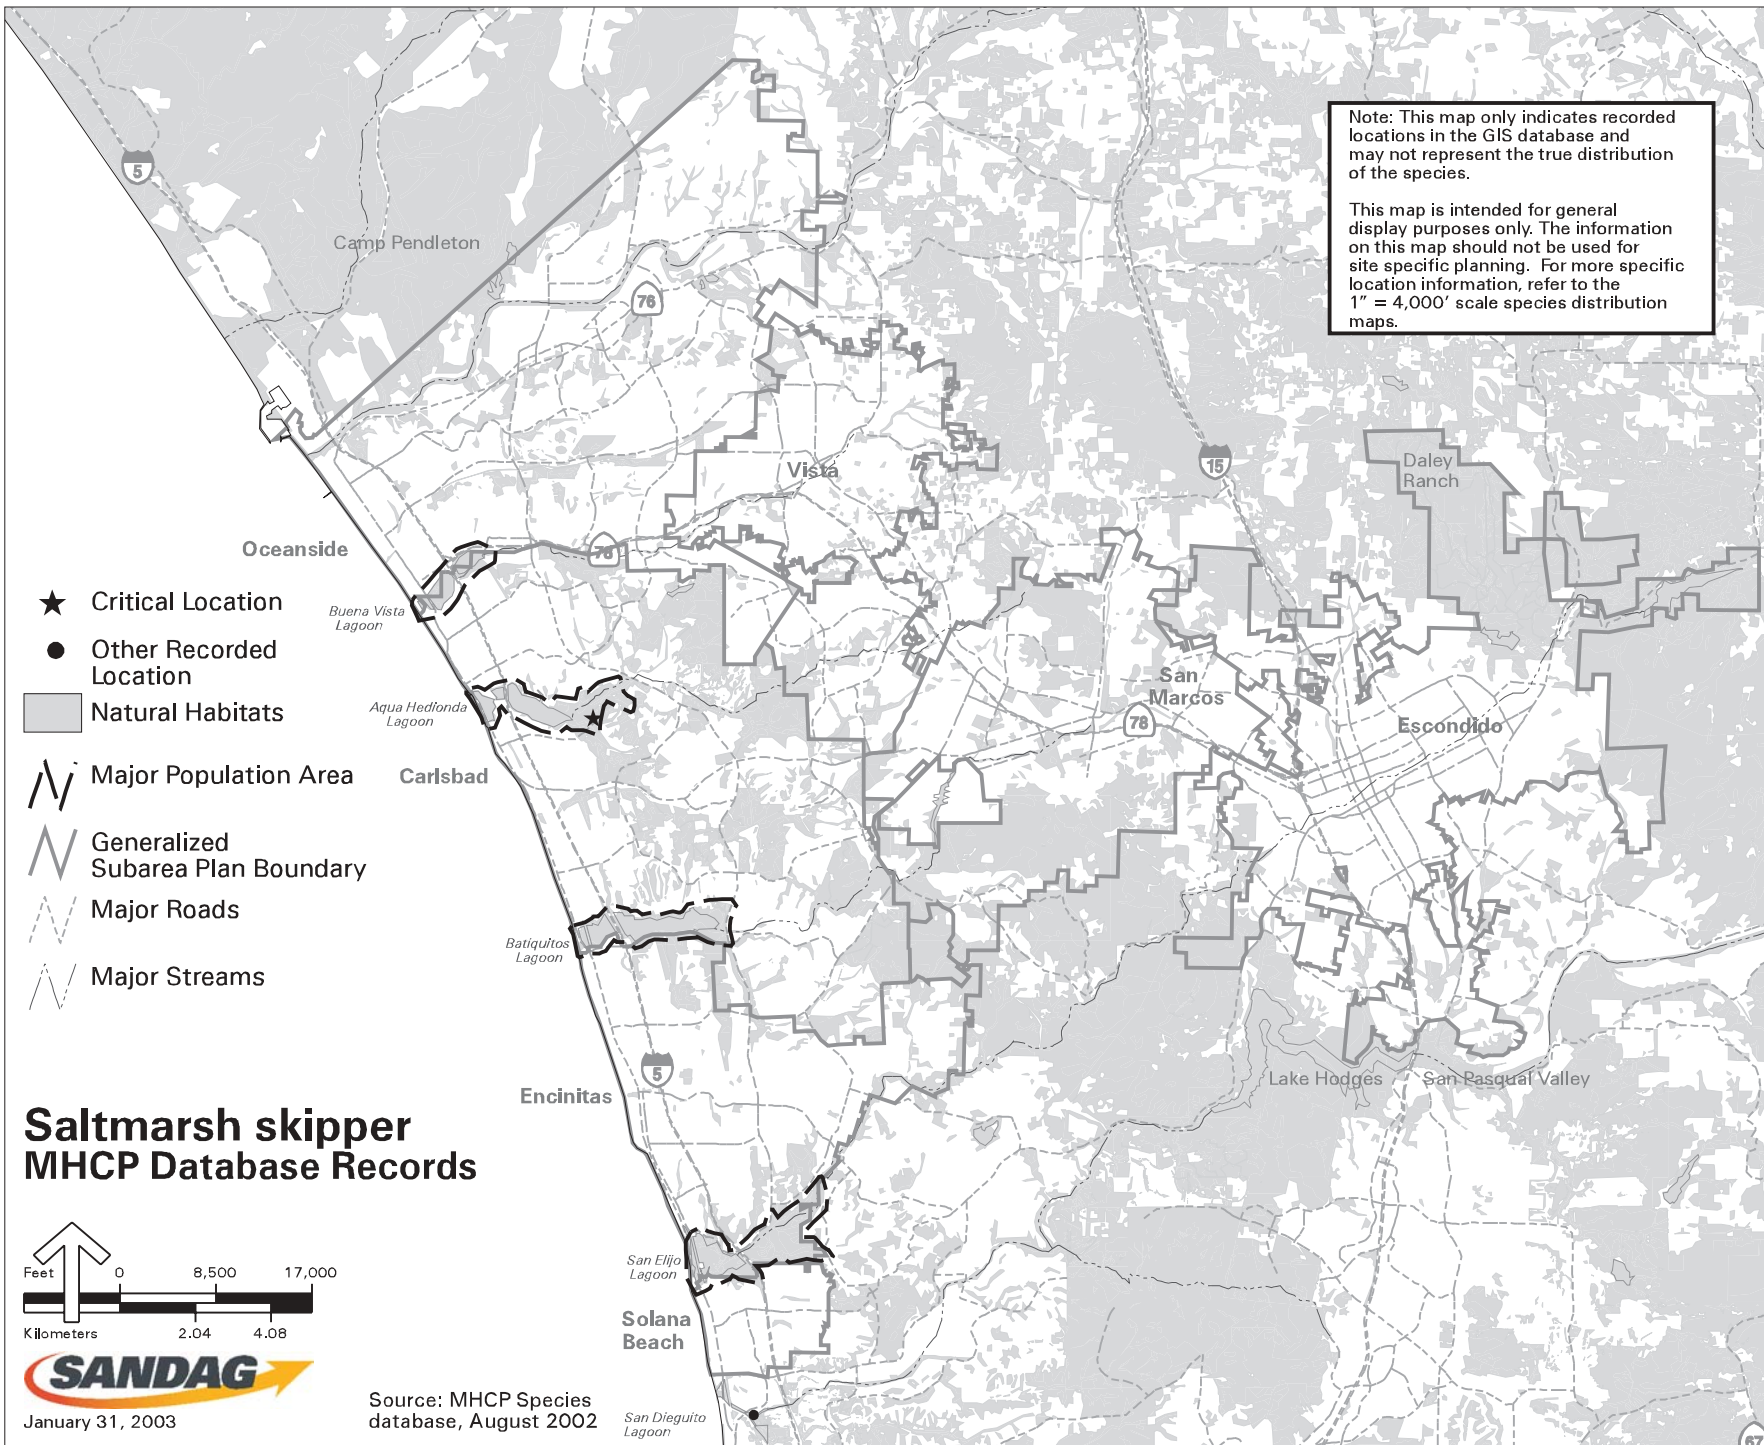 Note: This map only indicates recorded
locations in the GIS database and
may not represent the true distribution
of the species.
This map is intended for general
display purposes only. The information
on this map should not be used for
site specific planning. For more specific
location information, refer to the
1″ = 4,000′ scale species distribution
maps.
5
Camp Pendleton
76
Vista
15
Daley
Ranch
Oceanside
78
Buena Vista
Lagoon
Aqua Hedionda
Lagoon
Carlsbad
San
Marcos
78
Escondido
Batiquitos
Lagoon
5
Encinitas
Lake Hodges
San Pasqual Valley
San Elijo
Lagoon
Solana
Beach
San Dieguito
Lagoon
67
Critical Location
Other Recorded
Location
Natural Habitats
Major Population Area
Generalized
Subarea Plan Boundary
Major Roads
Major Streams
Saltmarsh skipper
MHCP Database Records
Feet 0 8,500 17,000
Kilometers 2.04 4.08
SANDAG
January 31, 2003
Source: MHCP Species
database, August 2002